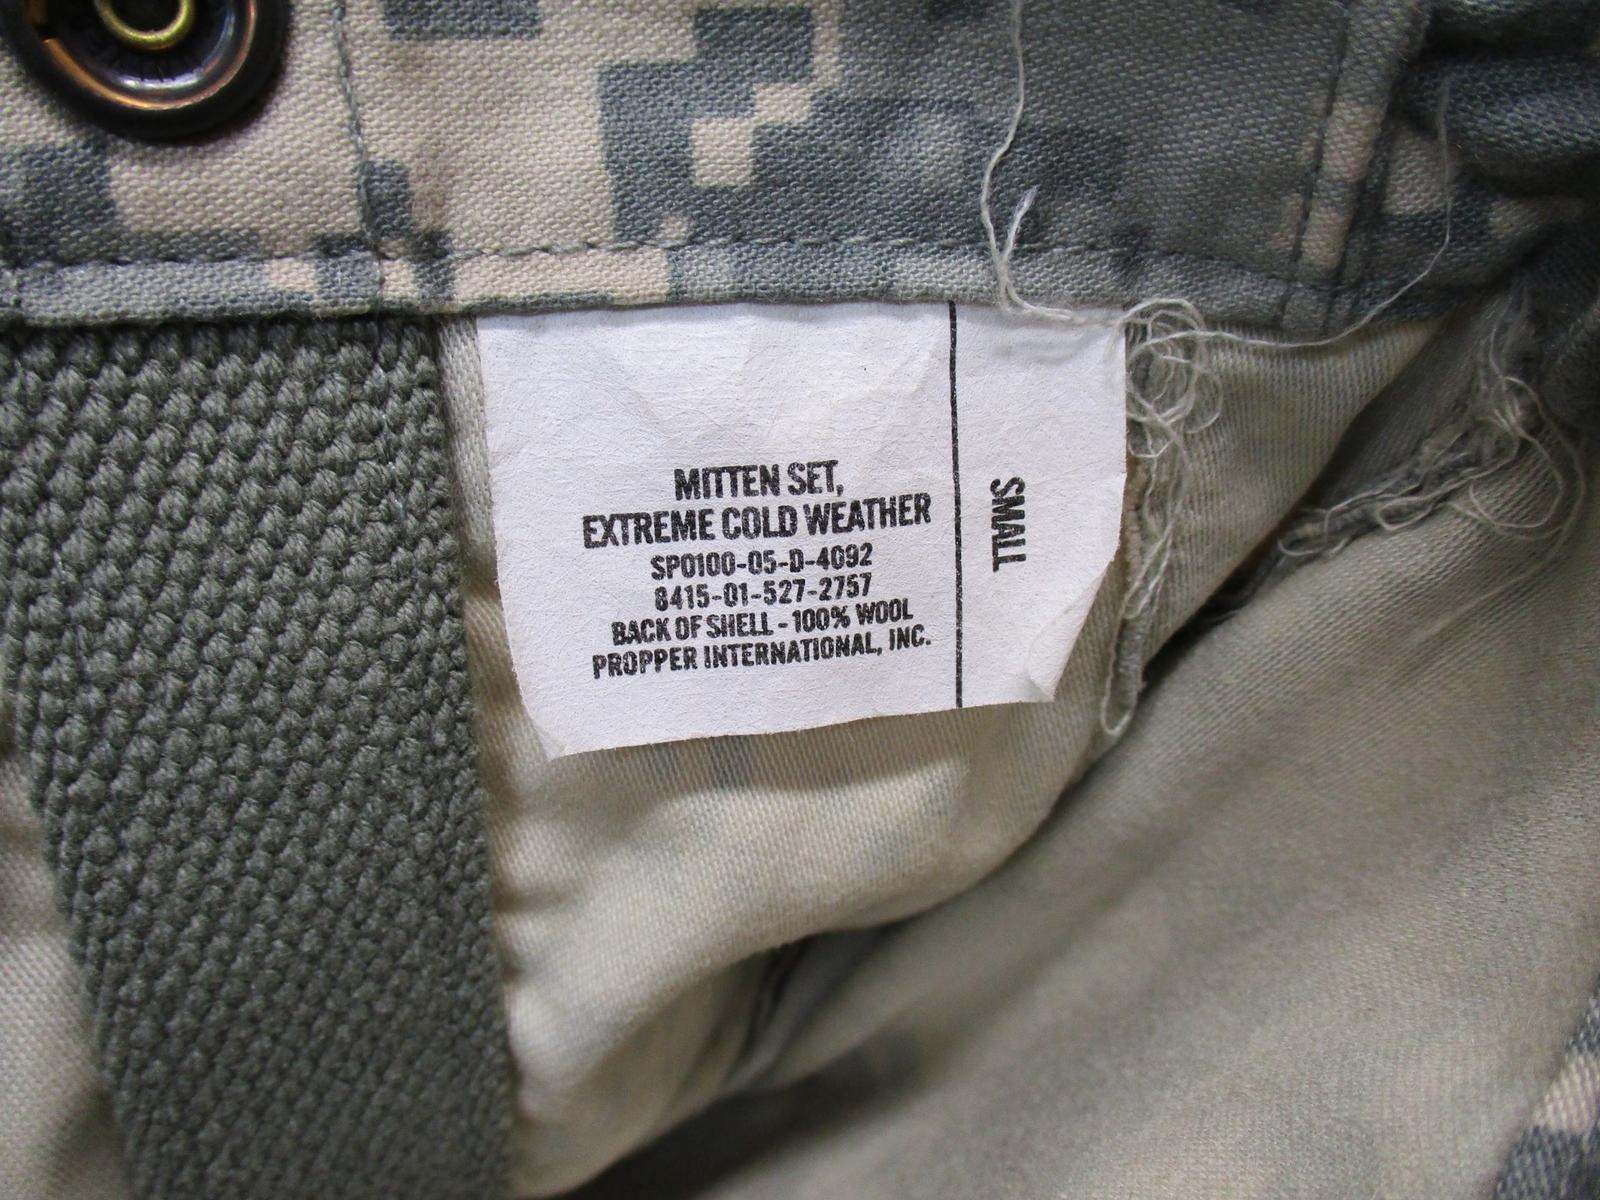 MITTEN SET,
EXTREME COLD WEATHER
SPO100-05-D-4092
8415-01-527-2757
BACK OF SHELL - 100% WOOL
PROPPER INTERNATIONAL, INC.
SMALL